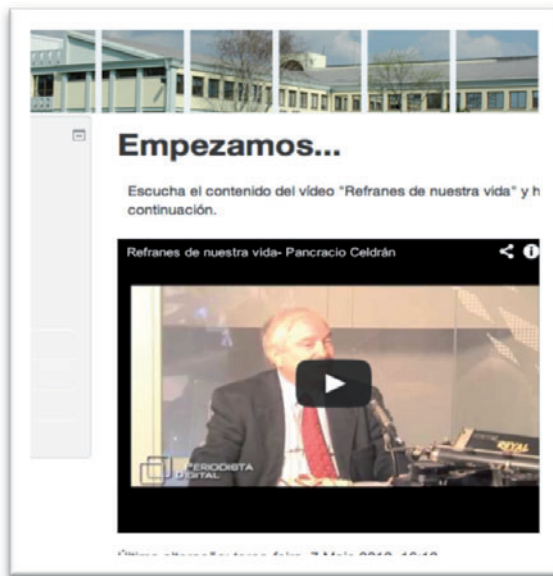 Empezamos...
Escucha el contenido del vídeo "Refranes de nuestra vida" y h
continuación.
Refranes de nuestra vida- Pancracio Celdrán
REYAL
PERIODISTA
DIGITAL